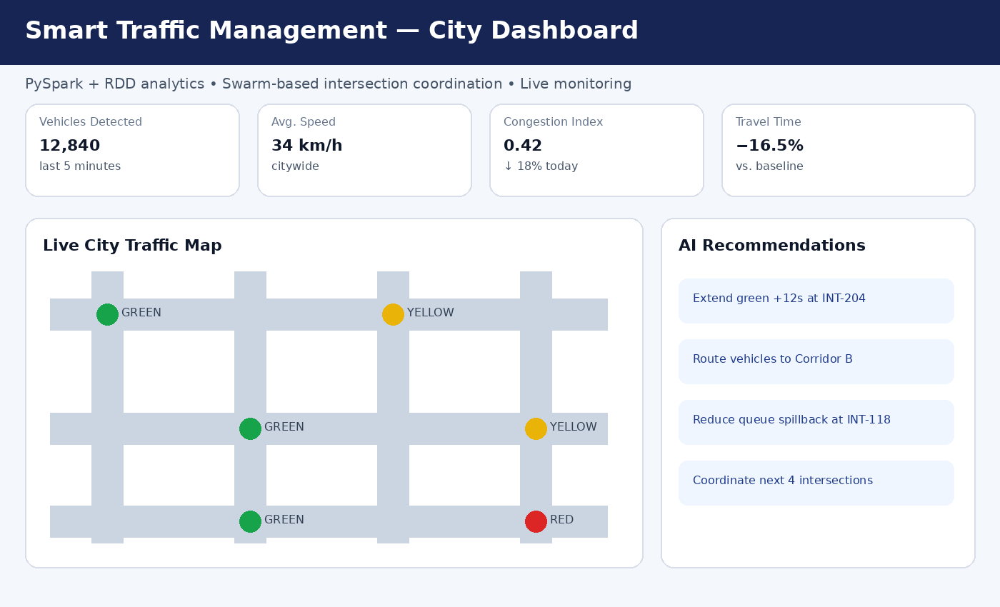 Smart Traffic Management — City Dashboard
PySpark + RDD analytics • Swarm-based intersection coordination • Live monitoring
Vehicles Detected
12,840
last 5 minutes
Avg. Speed
34 km/h
citywide
Congestion Index
0.42
↓ 18% today
Travel Time
−16.5%
vs. baseline
Live City Traffic Map
GREEN
YELLOW
GREEN
YELLOW
GREEN
RED
AI Recommendations
Extend green +12s at INT-204
Route vehicles to Corridor B
Reduce queue spillback at INT-118
Coordinate next 4 intersections